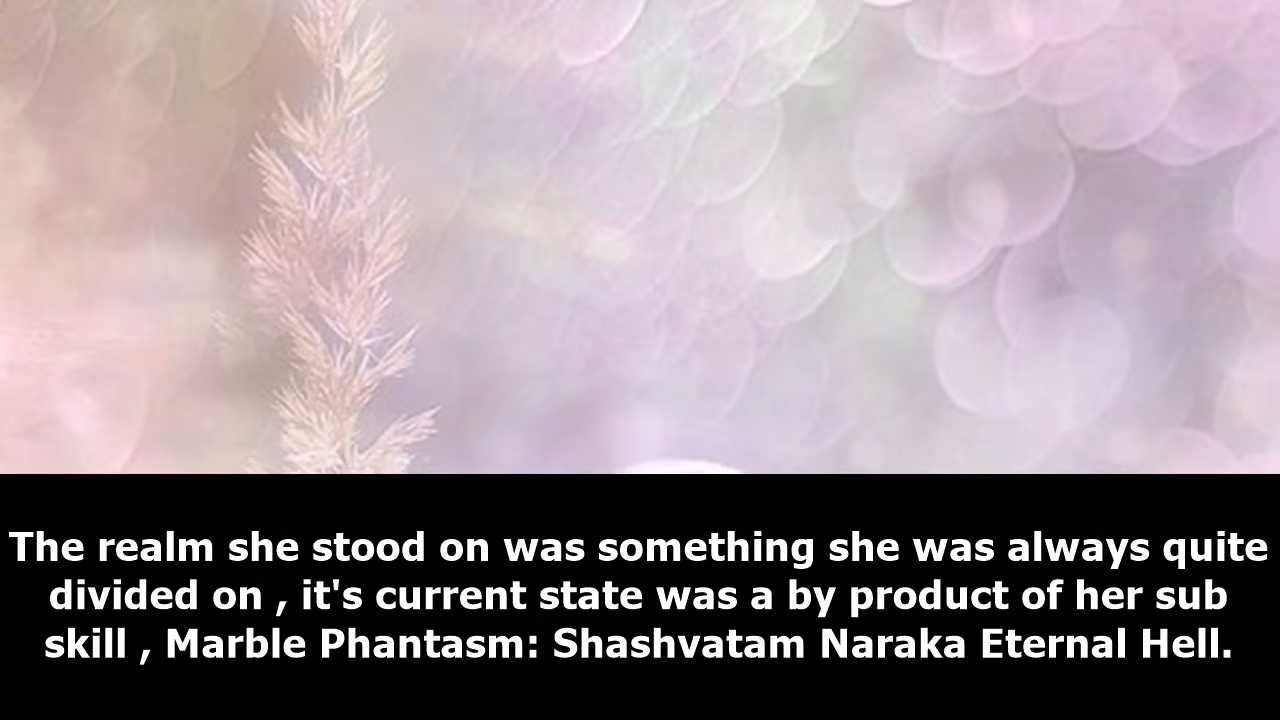 The realm she stood on was something she was always quite
divided on , it's current state was a by product of her sub
skill , Marble Phantasm: Shashvatam Naraka Eternal Hell.